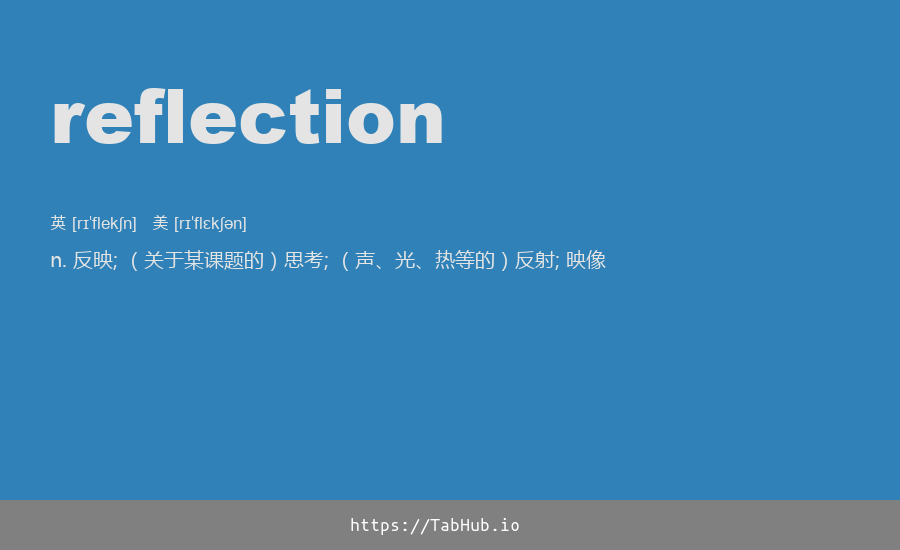 reflection
英 [rɪˈflekʃn] 美 [rɪˈflɛkʃən]
n. 反映; （关于某课题的）思考; （声、光、热等的）反射; 映像
https://TabHub.io